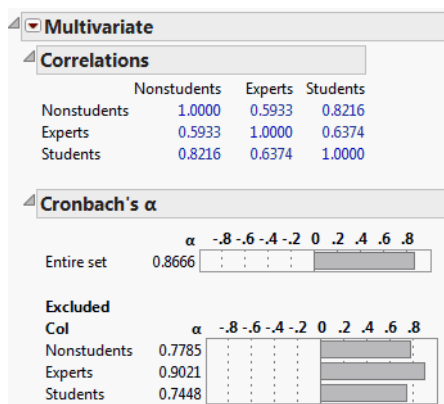 Multivariate
Correlations
Nonstudents Experts Students
Nonstudents 1.0000 0.5933 0.8216
Experts 0.5933 1.0000 0.6374
Students 0.8216 0.6374 1.0000
Cronbach's α
α -.8 -.6 -.4 -.2 0 .2 .4 .6 .8
Entire set 0.8666
Excluded
Col α -.8 -.6 -.4 -.2 0 .2 .4 .6 .8
Nonstudents 0.7785
Experts 0.9021
Students 0.7448